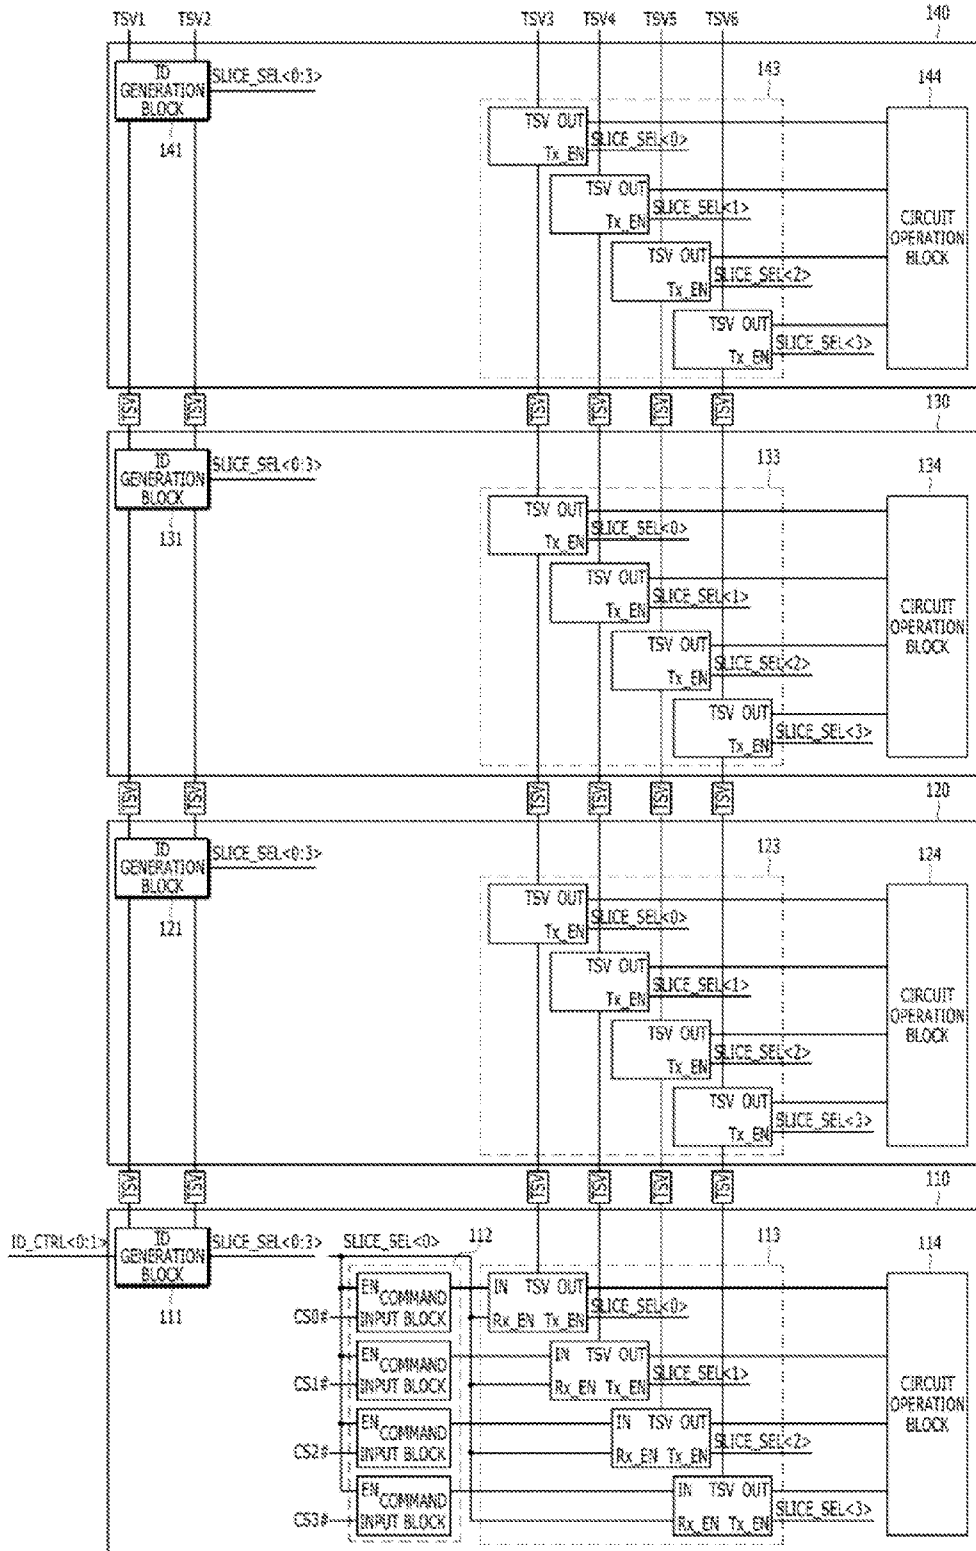 TSV1 TSV2 TSV3 TSV4 TSV5 TSV6 140
ID
GENERATION
BLOCK
SLICE_SEL<0:3>
141
143
144
TSV OUT
SLICE_SEL<0>
Tx_EN
TSV OUT
SLICE_SEL<1>
Tx_EN
TSV OUT
SLICE_SEL<2>
Tx_EN
TSV OUT
SLICE_SEL<3>
Tx_EN
CIRCUIT
OPERATION
BLOCK
TSV TSV TSV TSV TSV TSV
130
ID
GENERATION
BLOCK
SLICE_SEL<0:3>
131
133
134
TSV OUT
SLICE_SEL<0>
Tx_EN
TSV OUT
SLICE_SEL<1>
Tx_EN
TSV OUT
SLICE_SEL<2>
Tx_EN
TSV OUT
SLICE_SEL<3>
Tx_EN
CIRCUIT
OPERATION
BLOCK
TSV TSV TSV TSV TSV TSV
120
ID
GENERATION
BLOCK
SLICE_SEL<0:3>
121
123
124
TSV OUT
SLICE_SEL<0>
Tx_EN
TSV OUT
SLICE_SEL<1>
Tx_EN
TSV OUT
SLICE_SEL<2>
Tx_EN
TSV OUT
SLICE_SEL<3>
Tx_EN
CIRCUIT
OPERATION
BLOCK
TSV TSV TSV TSV TSV TSV
110
ID_CTRL<0:1>
ID
GENERATION
BLOCK
SLICE_SEL<0:3>
111
SLICE_SEL<0>
112
113
114
EN COMMAND
INPUT BLOCK
CS0#
IN TSV OUT
SLICE_SEL<0>
Rx_EN Tx_EN
EN COMMAND
INPUT BLOCK
CS1#
IN TSV OUT
SLICE_SEL<1>
Rx_EN Tx_EN
EN COMMAND
INPUT BLOCK
CS2#
IN TSV OUT
SLICE_SEL<2>
Rx_EN Tx_EN
EN COMMAND
INPUT BLOCK
CS3#
IN TSV OUT
SLICE_SEL<3>
Rx_EN Tx_EN
CIRCUIT
OPERATION
BLOCK